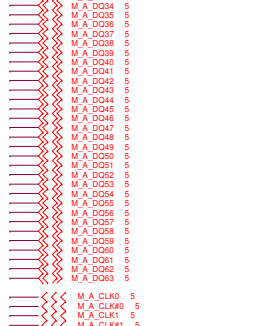 M_A_DQ34 5
M_A_DQ35 5
M_A_DQ36 5
M_A_DQ37 5
M_A_DQ38 5
M_A_DQ39 5
M_A_DQ40 5
M_A_DQ41 5
M_A_DQ42 5
M_A_DQ43 5
M_A_DQ44 5
M_A_DQ45 5
M_A_DQ46 5
M_A_DQ47 5
M_A_DQ48 5
M_A_DQ49 5
M_A_DQ50 5
M_A_DQ51 5
M_A_DQ52 5
M_A_DQ53 5
M_A_DQ54 5
M_A_DQ55 5
M_A_DQ56 5
M_A_DQ57 5
M_A_DQ58 5
M_A_DQ59 5
M_A_DQ60 5
M_A_DQ61 5
M_A_DQ62 5
M_A_DQ63 5
M_A_CLK0 5
M_A_CLK#0 5
M_A_CLK1 5
M_A_CLK#1 5